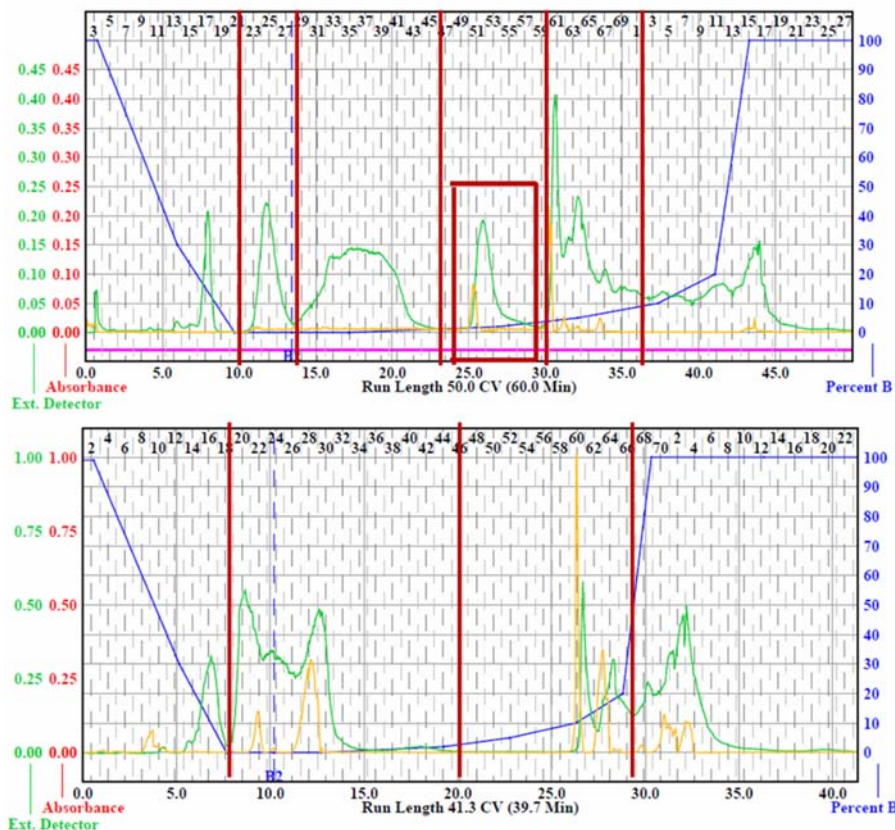 5 13 17 21 29 33 41 45 49 53 57 61 65 69 1 3 7 11 15 19 23 27
3 7 11 15 19 23 27 31 35 39 43 47 51 55 59 63 67 5 9 13 17 21 25
100
0.45 0.45 90
0.40 0.40 80
0.35 0.35 70
0.30 0.30 60
0.25 0.25 50
0.20 0.20 40
0.15 0.15 30
0.10 0.10 20
0.05 0.05 10
0.00 0.00 0
0.0 5.0 10.0 15.0 20.0 25.0 30.0 35.0 40.0 45.0
Absorbance Run Length 50.0 CV (60.0 Min) Percent B
Ext. Detector
4 8 12 16 20 24 28 32 36 40 44 48 52 56 60 64 68 2 6 10 14 18 22
2 6 10 14 18 22 26 30 34 38 42 46 50 54 58 62 66 70 4 8 12 16 20
1.00 1.00 100
90
80
0.75 0.75 70
60
0.50 0.50 50
40
0.25 0.25 30
20
10
0.00 0.00 0
B2
0.0 5.0 10.0 15.0 20.0 25.0 30.0 35.0 40.0
Absorbance Run Length 41.3 CV (39.7 Min) Percent B
Ext. Detector